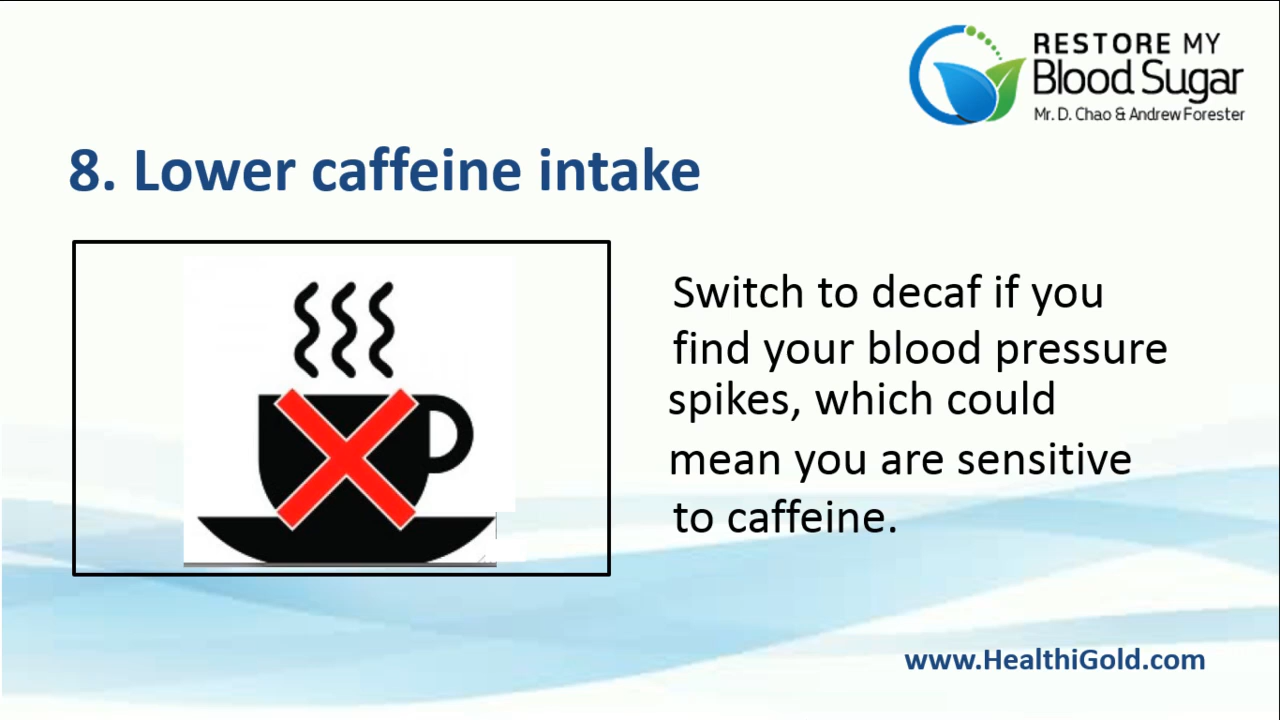 RESTORE MY
Blood Sugar
Mr. D. Chao & Andrew Forester
8. Lower caffeine intake
Switch to decaf if you
find your blood pressure
spikes, which could
mean you are sensitive
to caffeine.
www.HealthiGold.com